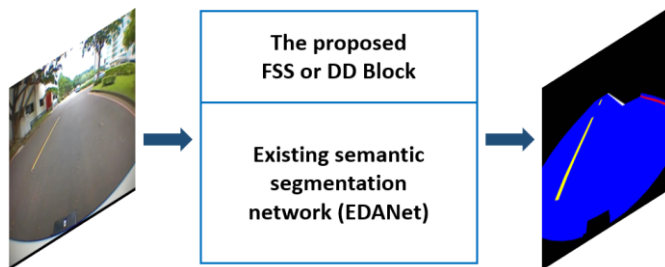 The proposed
FSS or DD Block
Existing semantic
segmentation
network (EDANet)